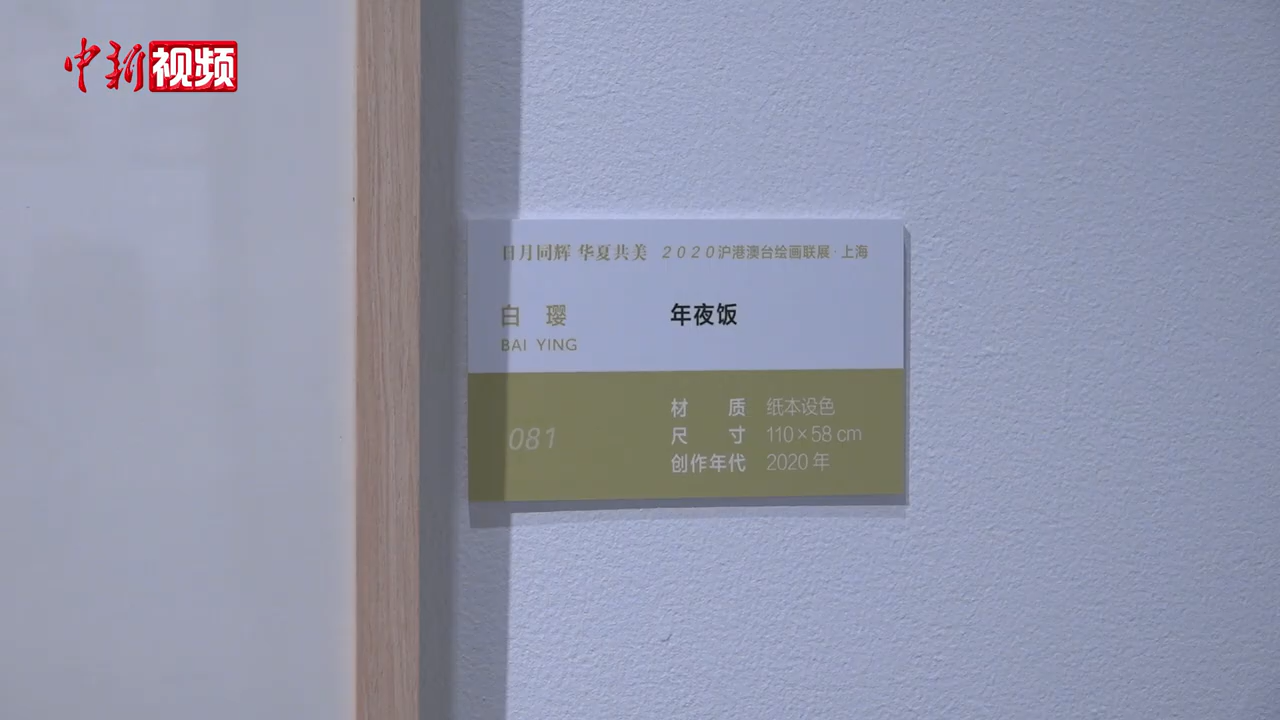 中新视频
日月同辉 华夏共美 2020沪港澳台绘画联展·上海
白 璎 年夜饭
BAI YING
材 质 纸本设色
081 尺 寸 110×58 cm
创作年代 2020 年